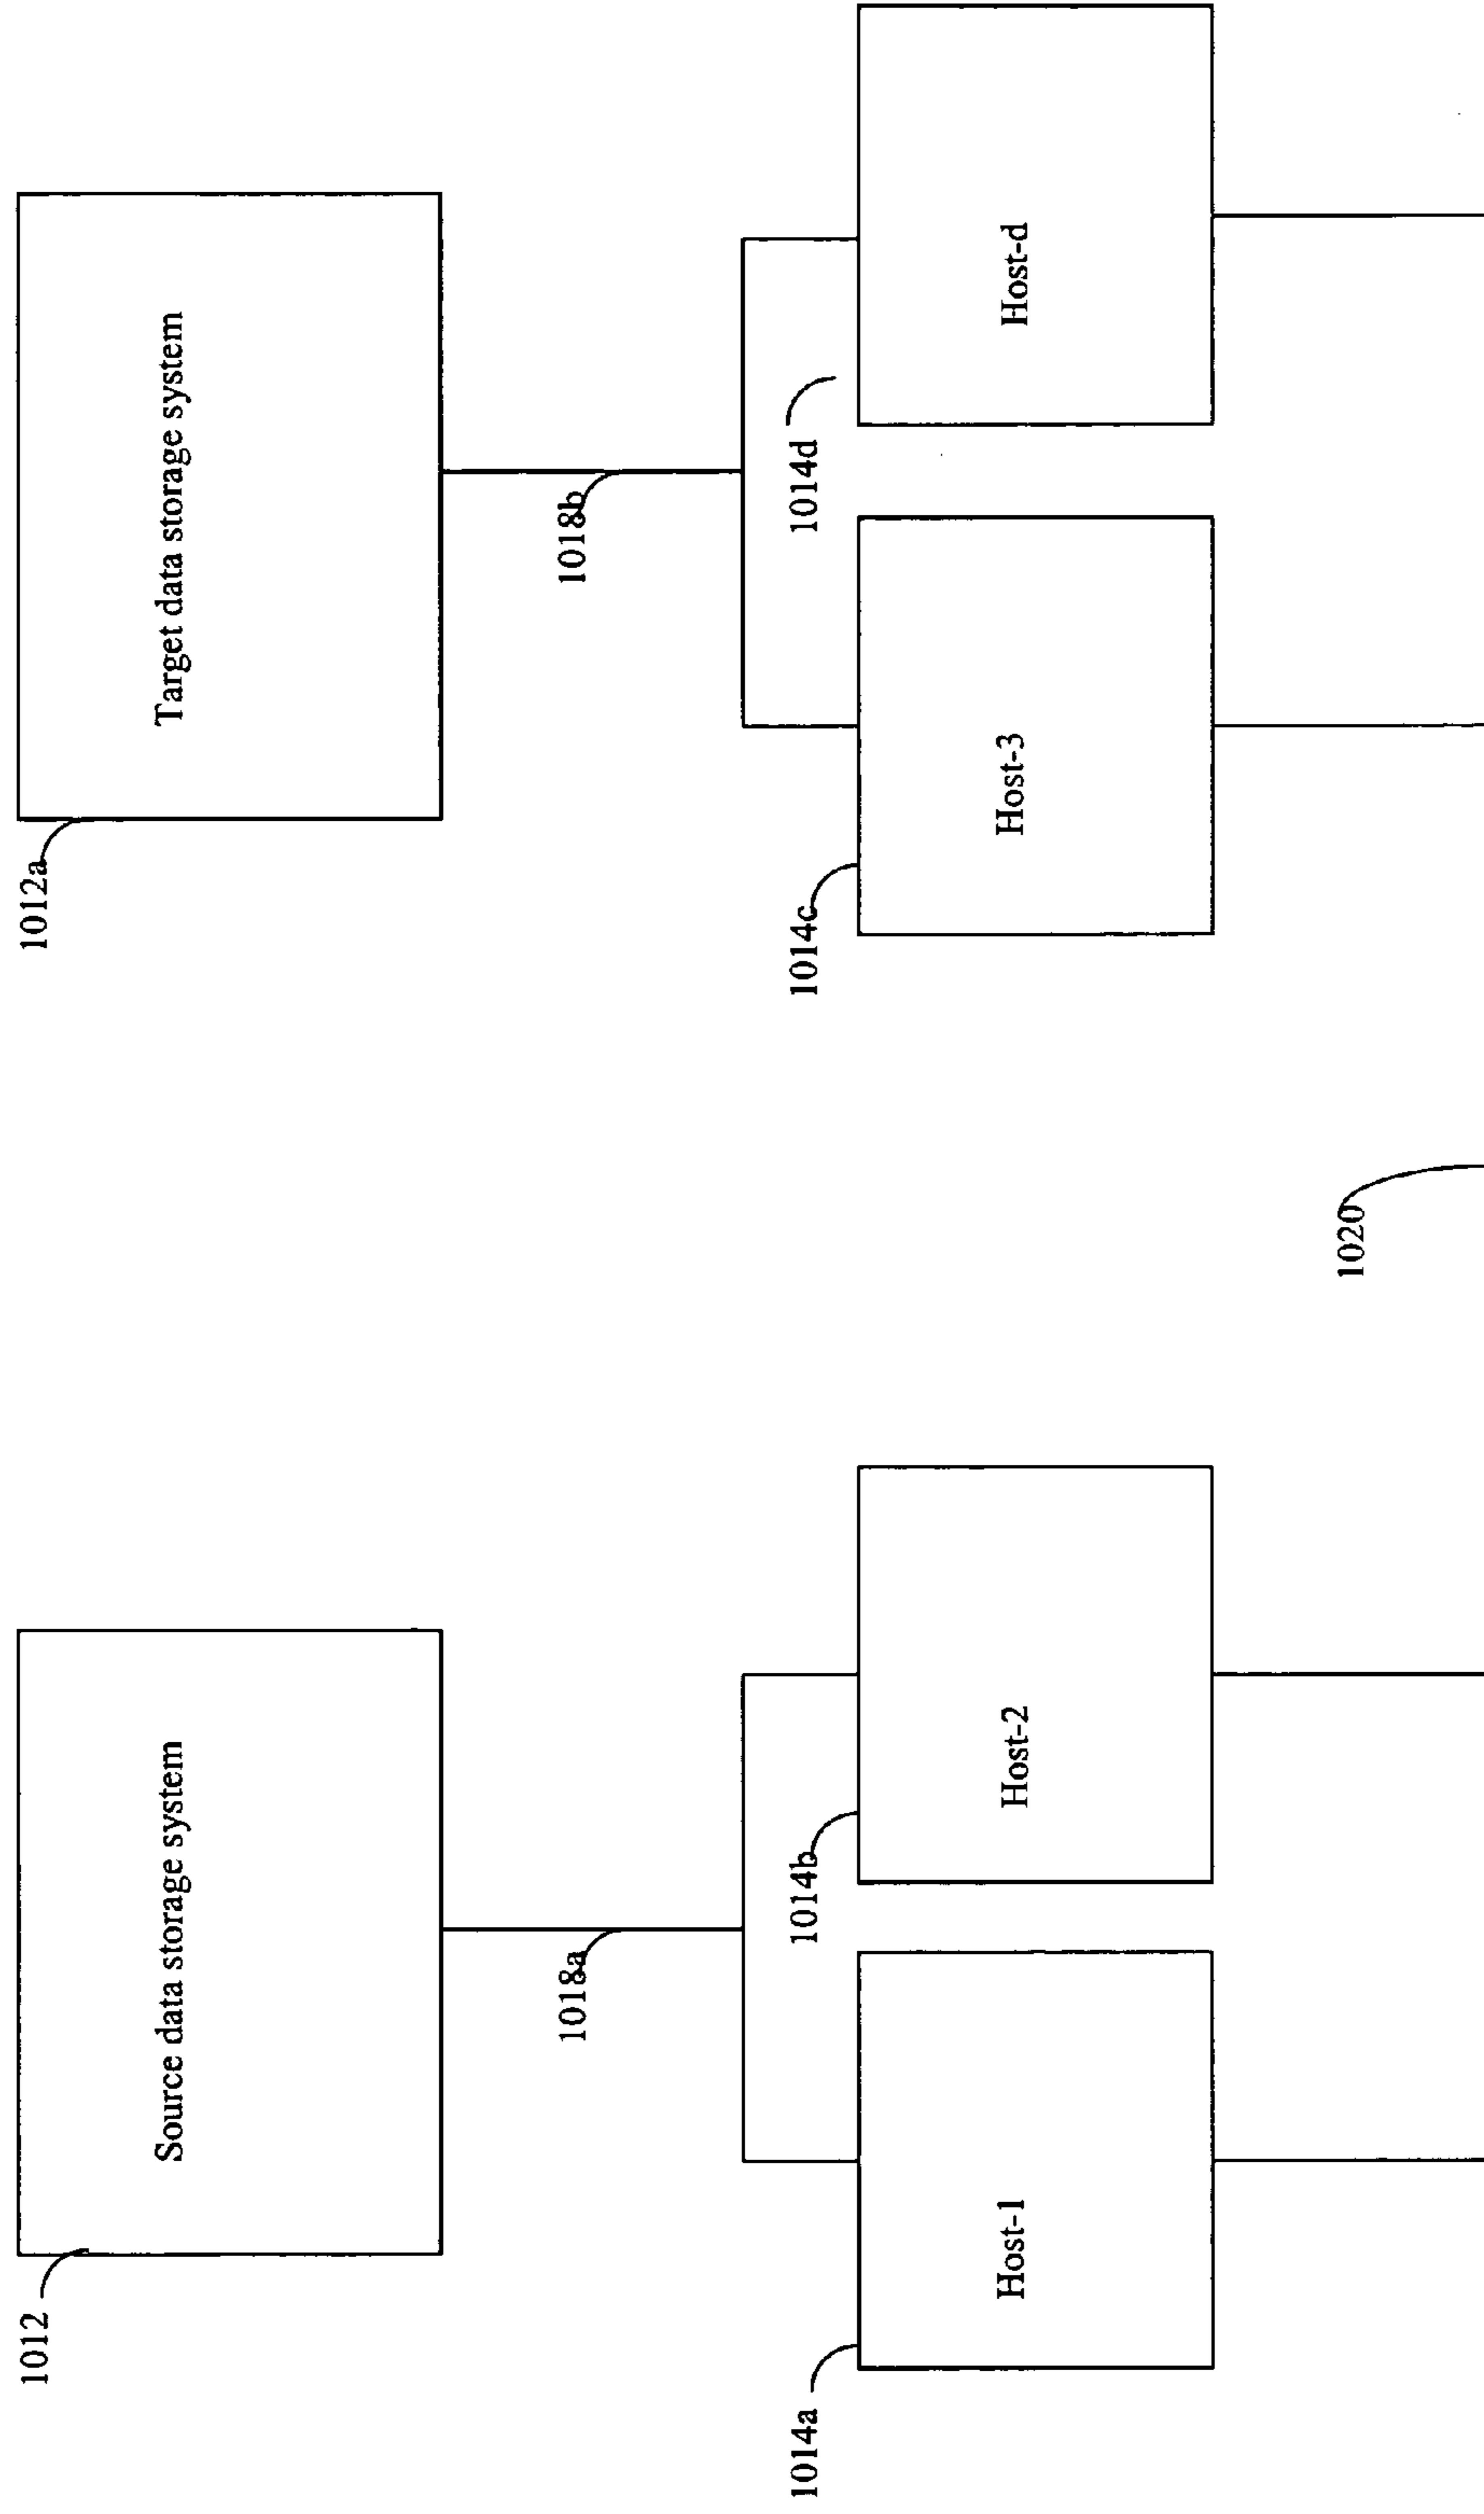 1012
Source data storage system
1012a
Target data storage system
1018a
1018b
1014a
Host-1
1014b
Host-2
1014c
Host-3
1014d
Host-d
1020